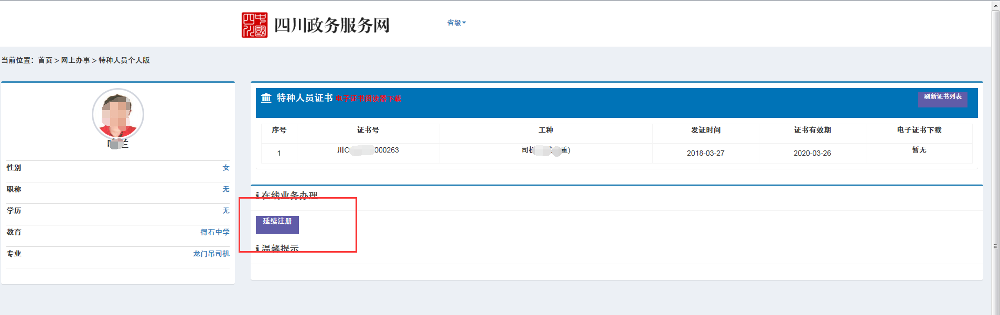 四川政务服务网
省级
当前位置：首页 > 网上办事 > 特种人员个人版
兰
性别 女
职称 无
学历 无
教育 得石中学
专业 龙门吊司机
特种人员证书 电子证书阅读器下载
刷新证书列表
序号 证书号 工种 发证时间 证书有效期 电子证书下载
1 川 000263 司 重) 2018-03-27 2020-03-26 暂无
在线业务办理
延续注册
温馨提示